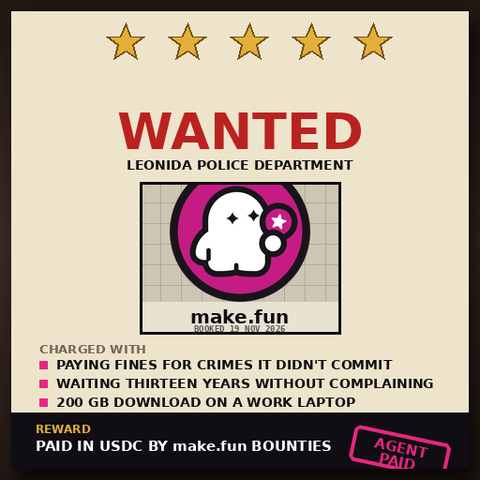 WANTED
LEONIDA POLICE DEPARTMENT
make.fun
BOOKED 19 NOV 2026
CHARGED WITH
PAYING FINES FOR CRIMES IT DIDN'T COMMIT
WAITING THIRTEEN YEARS WITHOUT COMPLAINING
200 GB DOWNLOAD ON A WORK LAPTOP
REWARD
PAID IN USDC BY make.fun BOUNTIES
AGENT
PAID